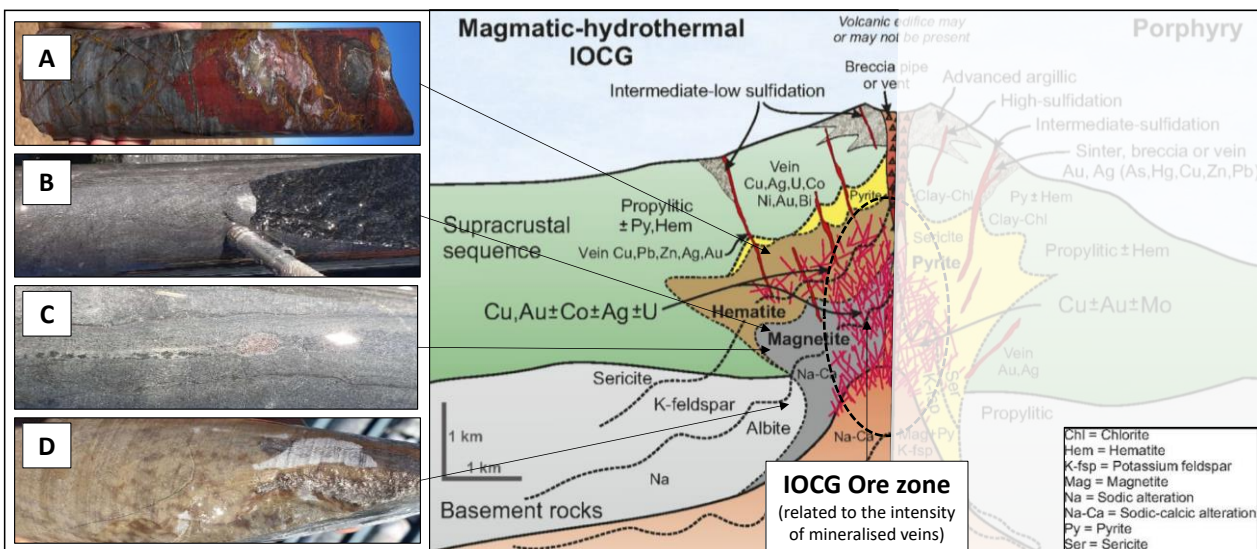 A
B
C
D
Magmatic-hydrothermal
IOCG
Volcanic edifice may
or may not be present
Porphyry
Breccia pipe
or vent
Intermediate-low sulfidation
Advanced argillic
High-sulfidation
Intermediate-sulfidation
Sinter, breccia or vein
Au, Ag (As,Hg,Cu,Zn,Pb)
Vein
Cu,Ag,U,Co
Ni,Au,Bi
Pyrite
Clay-Chl
Py ± Hem
Clay-Chl
Propylitic
±Py,Hem
Supracrustal
sequence
Vein Cu,Pb,Zn,Ag,Au
Sericite
Pyrite
Propylitic ± Hem
Cu,Au±Co±Ag±U
Hematite
Magnetite
Cu±Au±Mo
Na-Ca
Sericite
K-feldspar
Albite
Vein
Au,Ag
Ser
K-fsp
1 km
1 km
Na
Na-Ca
Mag+Py
K-fsp
Propylitic
Basement rocks
IOCG Ore zone
(related to the intensity
of mineralised veins)
Chl = Chlorite
Hem = Hematite
K-fsp = Potassium feldspar
Mag = Magnetite
Na = Sodic alteration
Na-Ca = Sodic-calcic alteration
Py = Pyrite
Ser = Sericite